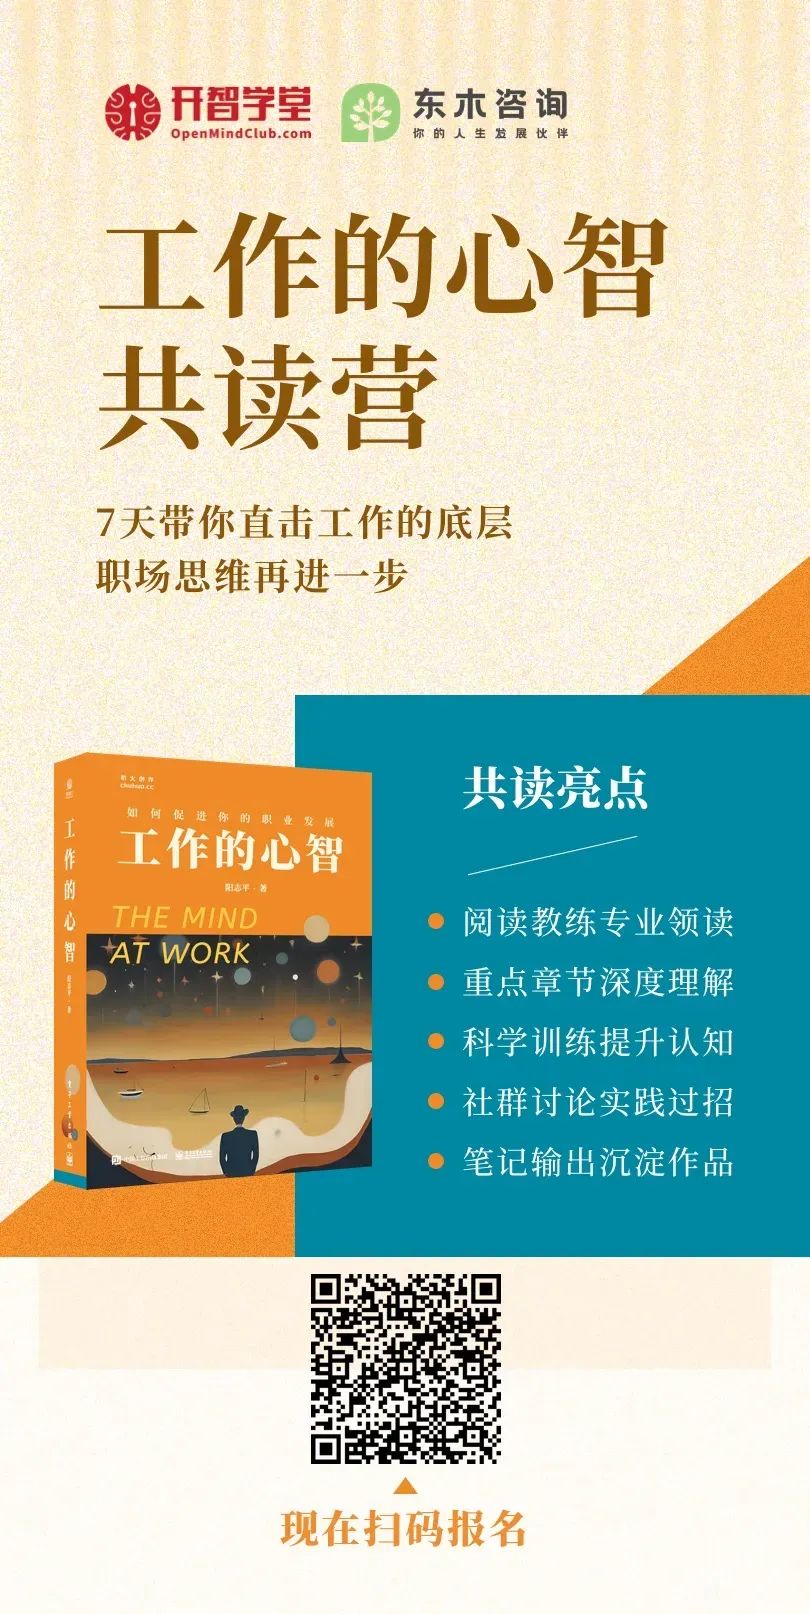 开智学堂
OpenMindClub.com
东木咨询
你的人生发展伙伴
工作的心智
共读营
7天带你直击工作的底层
职场思维再进一步
如何促进你的职业发展
工作的心智
阳志平·著
THE MIND
AT WORK
工作的心智
阳志平·著
共读亮点
阅读教练专业领读
重点章节深度理解
科学训练提升认知
社群讨论实践过招
笔记输出沉淀作品
现在扫码报名